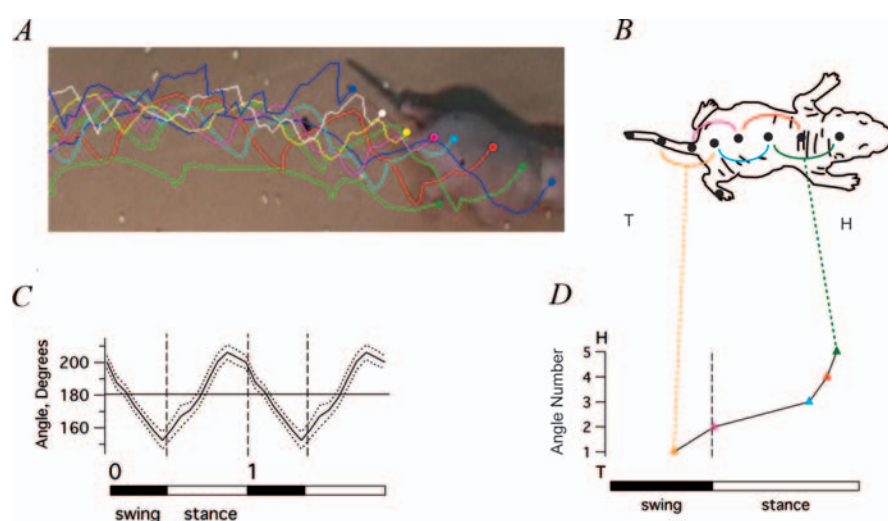 A
B
T
H
C
Angle, Degrees
200
180
160
0
1
swing stance
D
H
Angle Number
5
4
3
2
1
T
swing stance